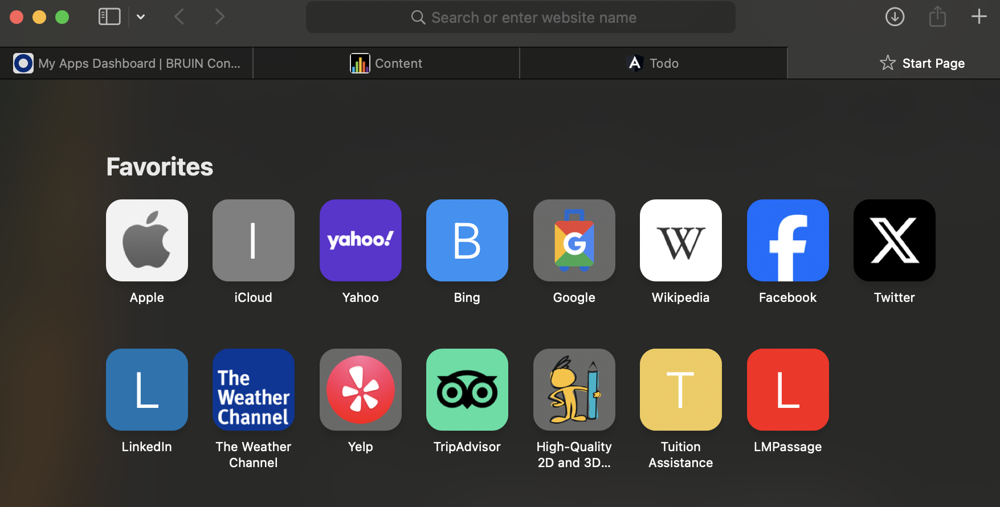 Search or enter website name
My Apps Dashboard | BRUIN Con...
Content
A Todo
Start Page
Favorites
I
yahoo!
B
G
W
f
X
Apple
iCloud
Yahoo
Bing
Google
Wikipedia
Facebook
Twitter
L
The
Weather
Channel
T
L
LinkedIn
The Weather
Channel
Yelp
TripAdvisor
High-Quality
2D and 3D...
Tuition
Assistance
LMPassage